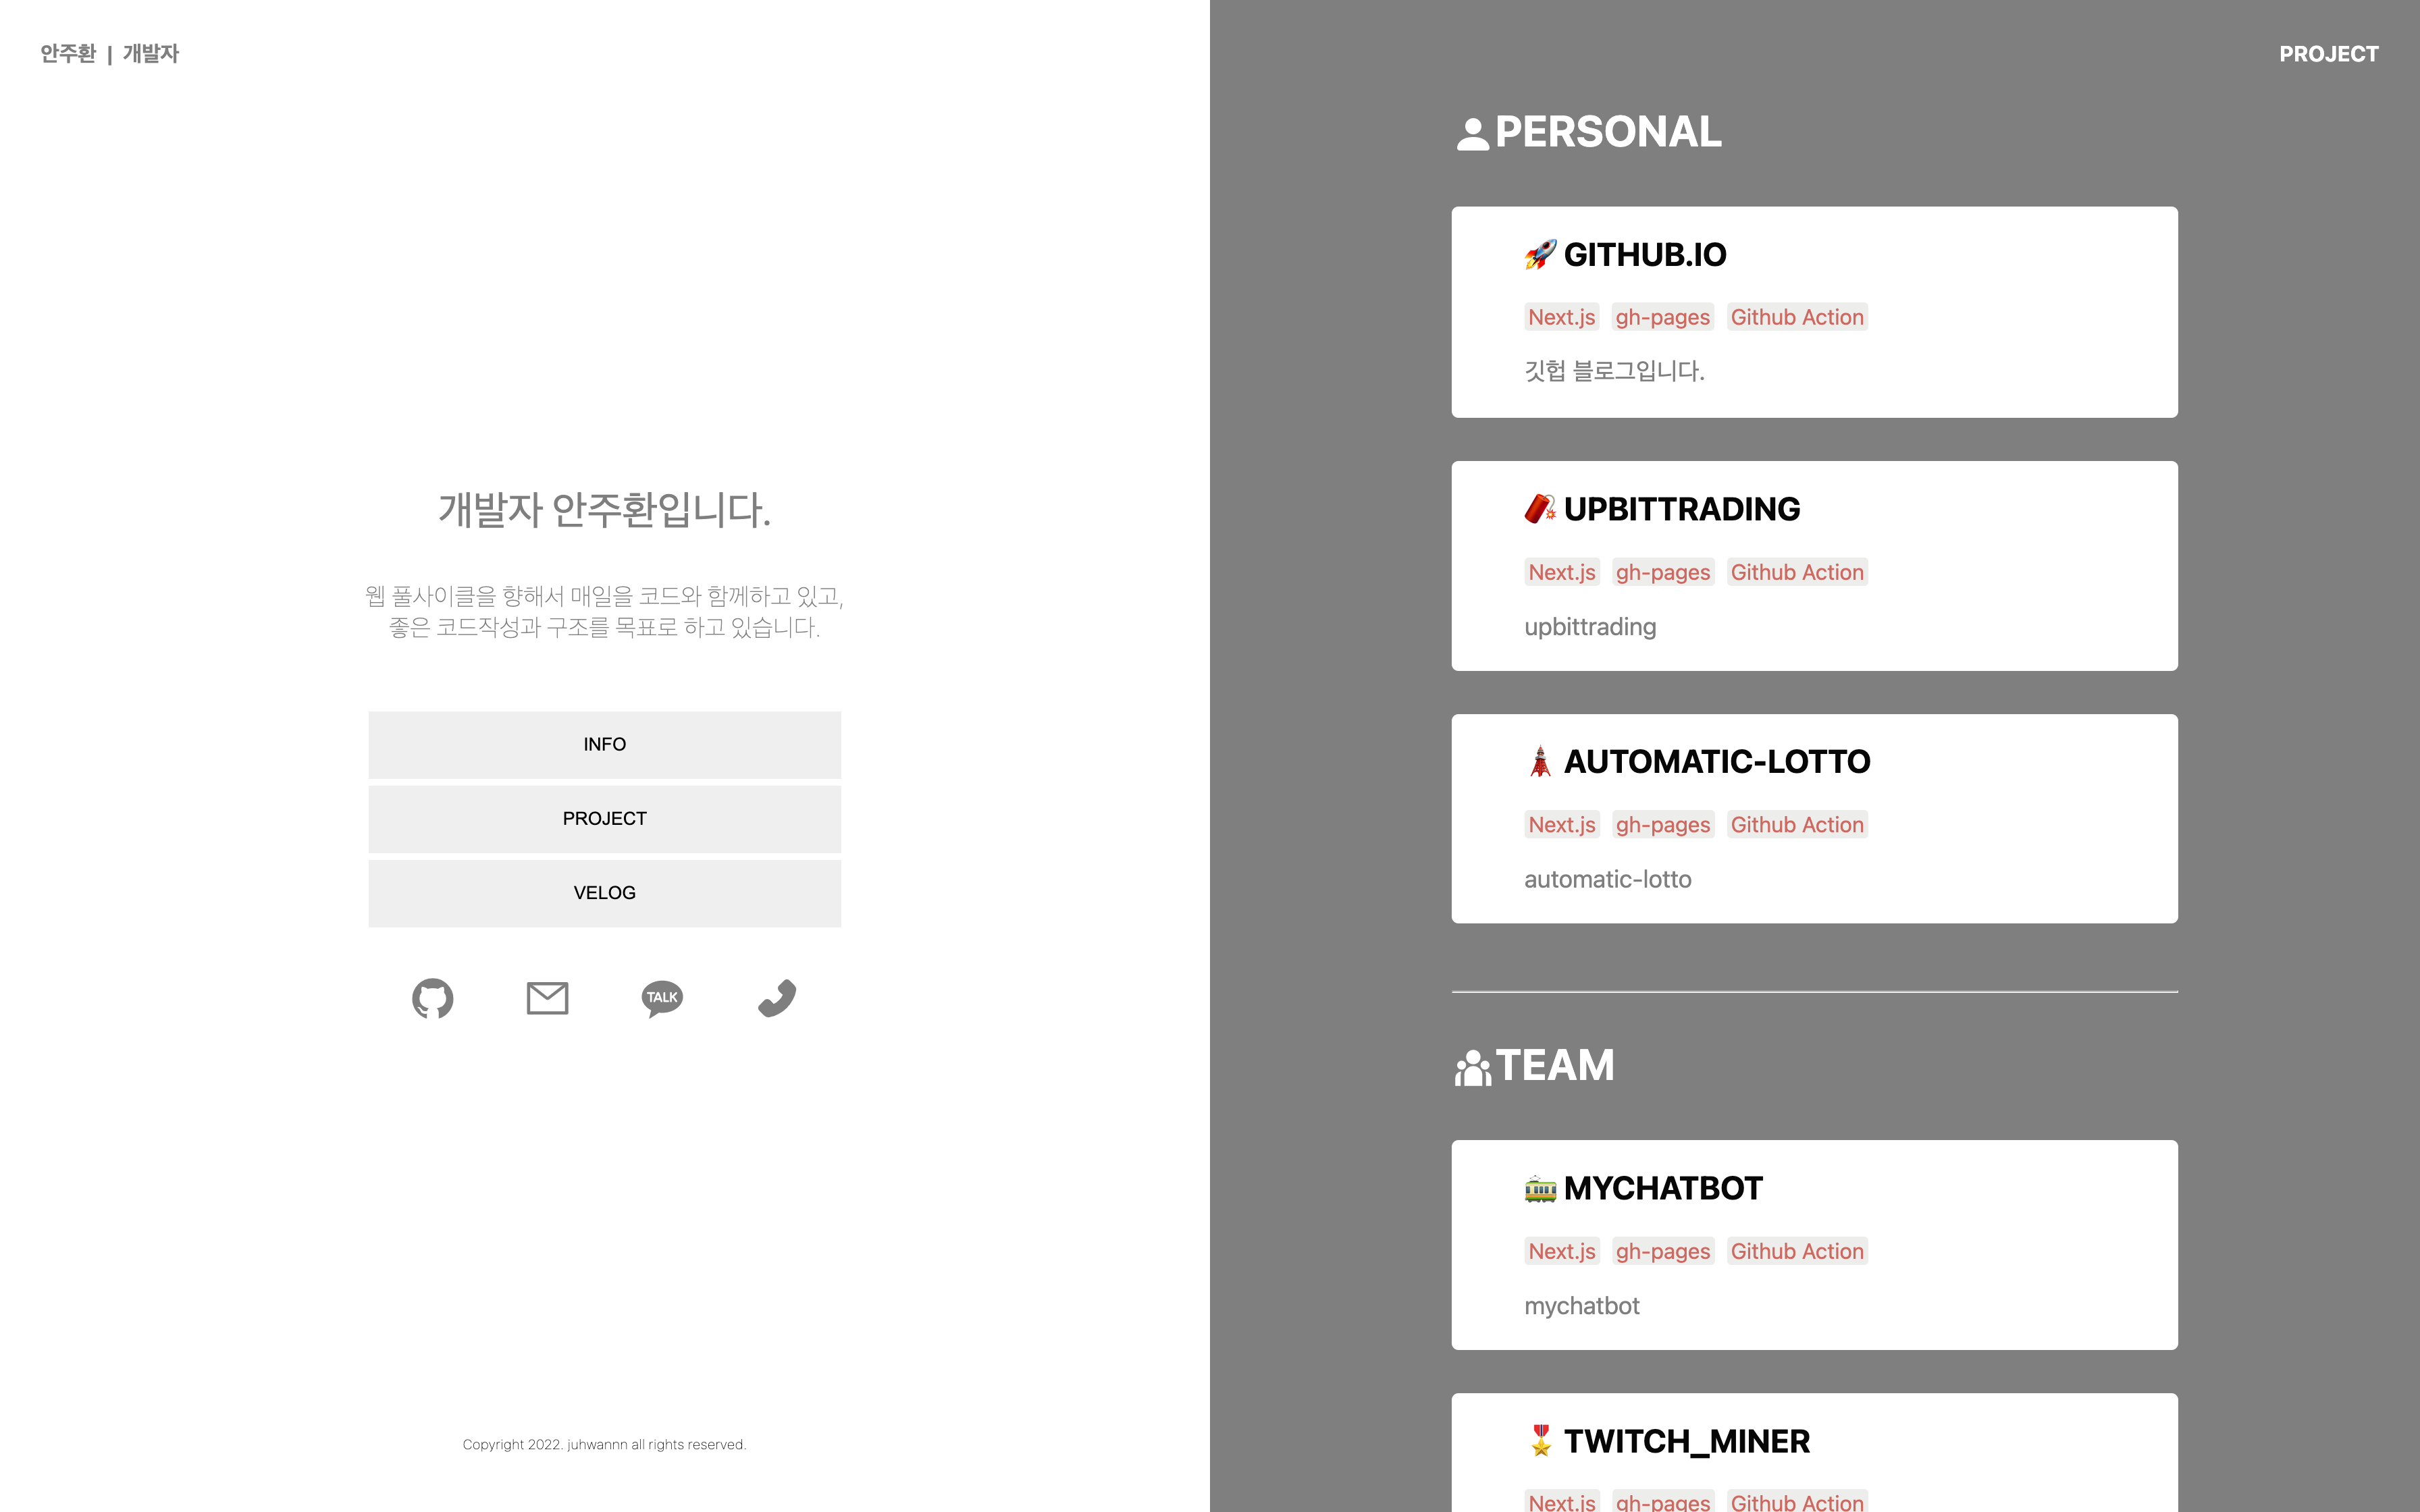 안주환 | 개발자
개발자 안주환입니다.
웹 풀사이클을 향해서 매일을 코드와 함께하고 있고,
좋은 코드작성과 구조를 목표로 하고 있습니다.
INFO
PROJECT
VELOG
TALK
Copyright 2022. juhwannn all rights reserved.
PROJECT
PERSONAL
GITHUB.IO
Next.js gh-pages Github Action
깃헙 블로그입니다.
UPBITTRADING
Next.js gh-pages Github Action
upbittrading
AUTOMATIC-LOTTO
Next.js gh-pages Github Action
automatic-lotto
TEAM
MYCHATBOT
Next.js gh-pages Github Action
mychatbot
TWITCH_MINER
Next.js gh-pages Github Action